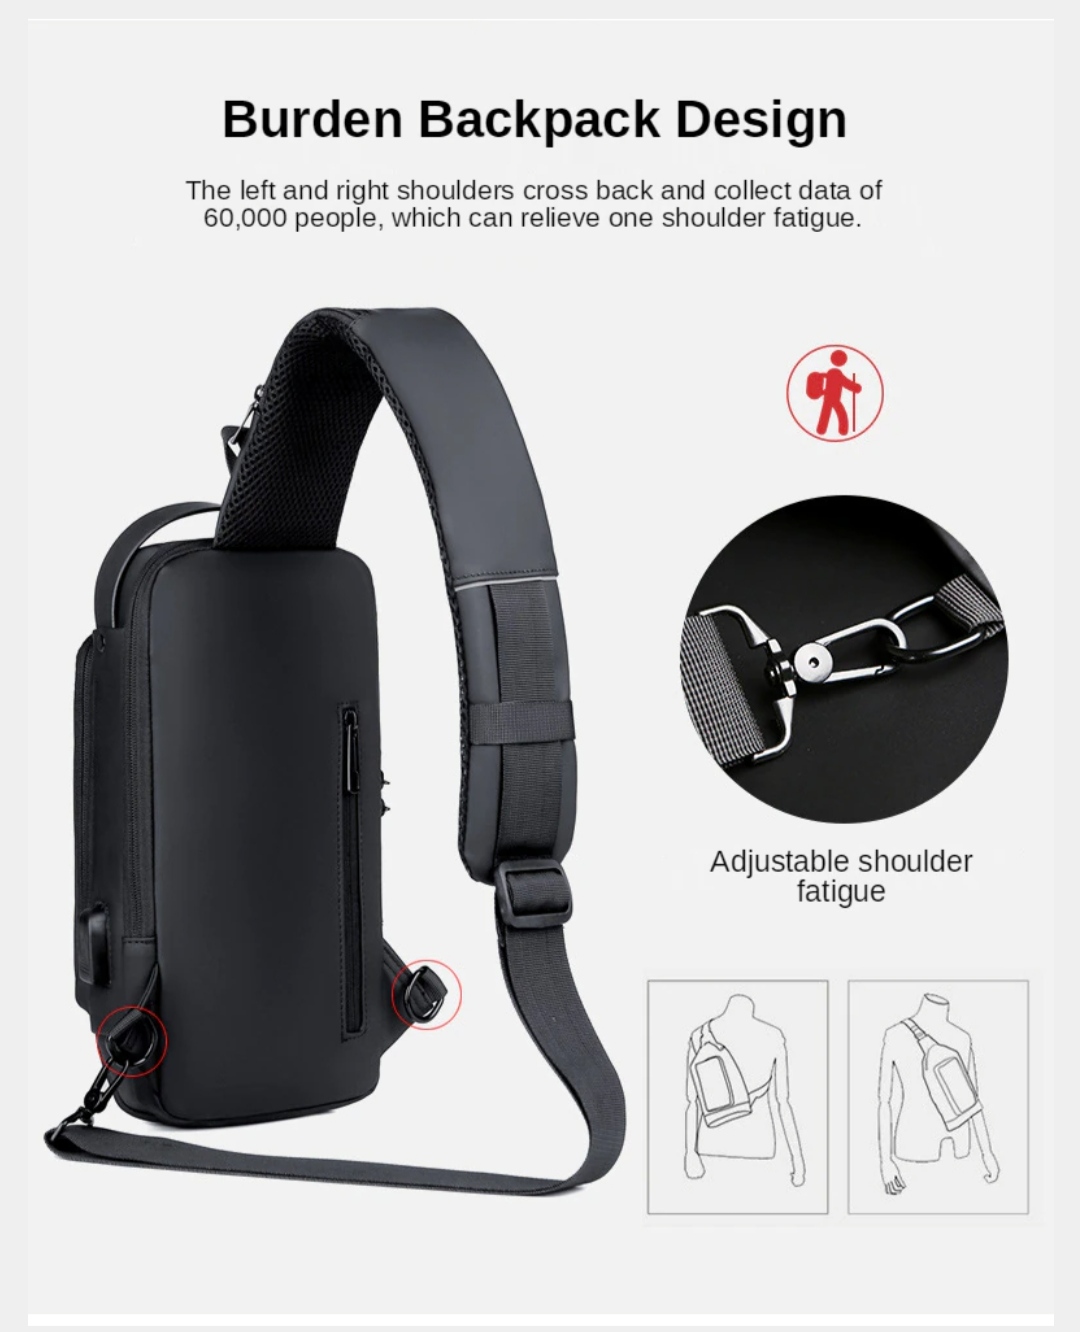 Burden Backpack Design
The left and right shoulders cross back and collect data of
60,000 people, which can relieve one shoulder fatigue.
Adjustable shoulder
fatigue